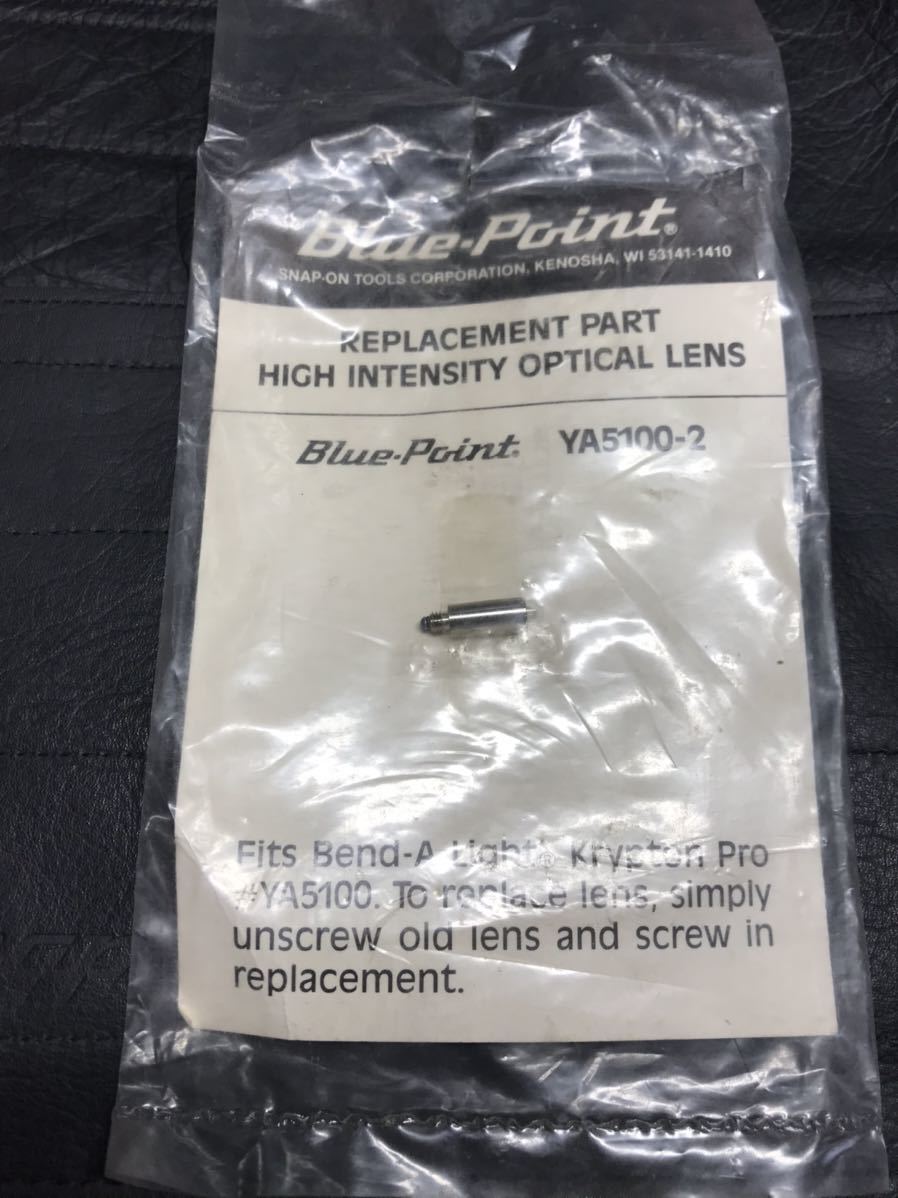 Blue-Point®
SNAP-ON TOOLS CORPORATION, KENOSHA, WI 53141-1410
REPLACEMENT PART
HIGH INTENSITY OPTICAL LENS
Blue-Point® YA5100-2
Fits Bend-A Light® Krypton Pro
#YA5100. To replace lens, simply
unscrew old lens and screw in
replacement.